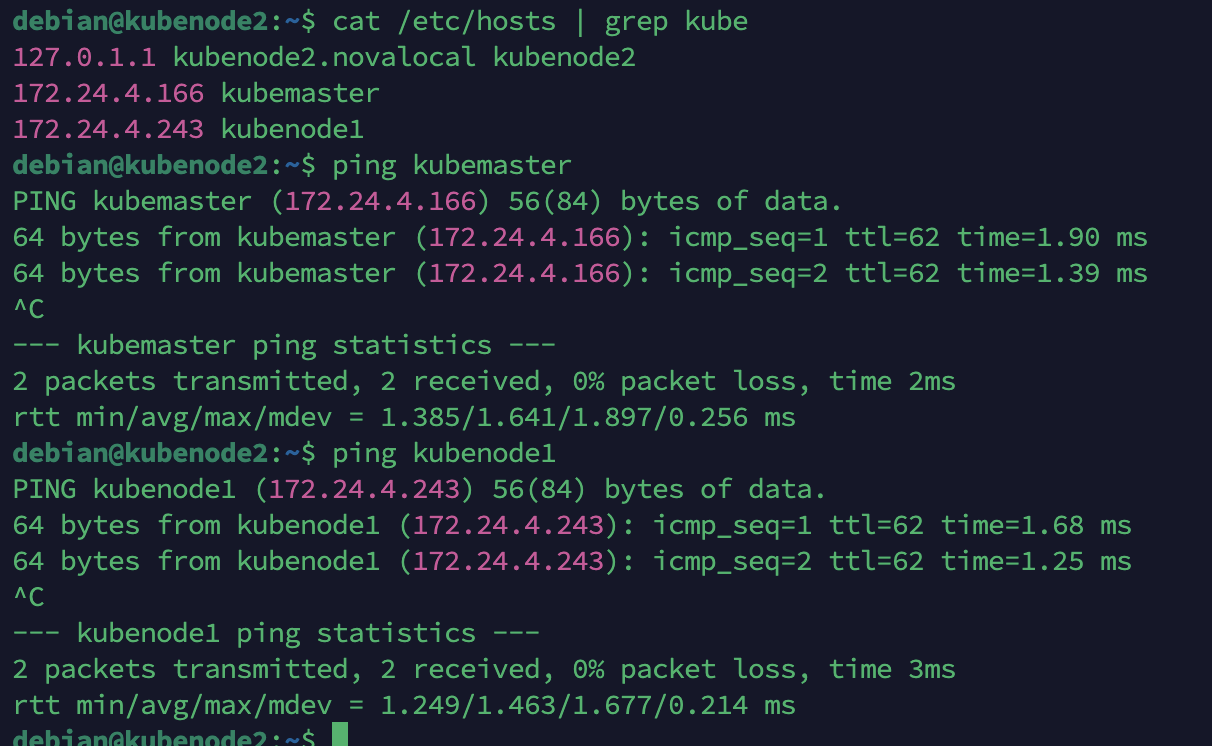 debian@kubenode2:~$ cat /etc/hosts | grep kube
127.0.1.1 kubenode2.novalocal kubenode2
172.24.4.166 kubemaster
172.24.4.243 kubenode1
debian@kubenode2:~$ ping kubemaster
PING kubemaster (172.24.4.166) 56(84) bytes of data.
64 bytes from kubemaster (172.24.4.166): icmp_seq=1 ttl=62 time=1.90 ms
64 bytes from kubemaster (172.24.4.166): icmp_seq=2 ttl=62 time=1.39 ms
^C
--- kubemaster ping statistics ---
2 packets transmitted, 2 received, 0% packet loss, time 2ms
rtt min/avg/max/mdev = 1.385/1.641/1.897/0.256 ms
debian@kubenode2:~$ ping kubenode1
PING kubenode1 (172.24.4.243) 56(84) bytes of data.
64 bytes from kubenode1 (172.24.4.243): icmp_seq=1 ttl=62 time=1.68 ms
64 bytes from kubenode1 (172.24.4.243): icmp_seq=2 ttl=62 time=1.25 ms
^C
--- kubenode1 ping statistics ---
2 packets transmitted, 2 received, 0% packet loss, time 3ms
rtt min/avg/max/mdev = 1.249/1.463/1.677/0.214 ms
debian@kubenode2:~$